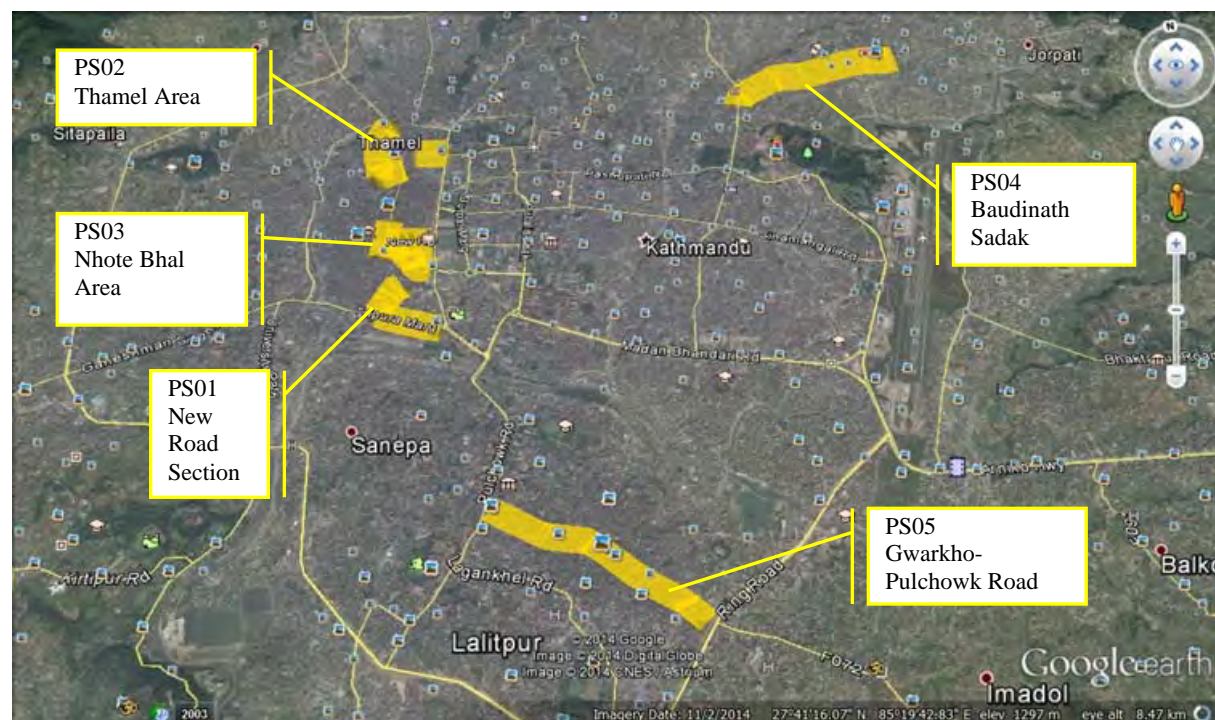 PS02
Thamel Area
PS03
Nhote Bhal
Area
PS01
New
Road
Section
PS04
Baudinath
Sadak
PS05
Gwarkho-
Pulchowk Road
N
Jorpati
Sitapaila
Thamel
Kathmandu
Madan Bhandari Rd
Sanepa
Arniko Hwy
Ring Road
Balko
Kirtipur Rd
Lagankhel Rd
Lalitpur
F072
Imadol
© 2014 Google
Image © 2014 DigitalGlobe
Image © 2014 CNES / Astrium
Google earth
2003
Imagery Date: 11/2/2014 27°41'16.07" N 85°19'42.83" E elev 1297 m eye alt 8.47 km